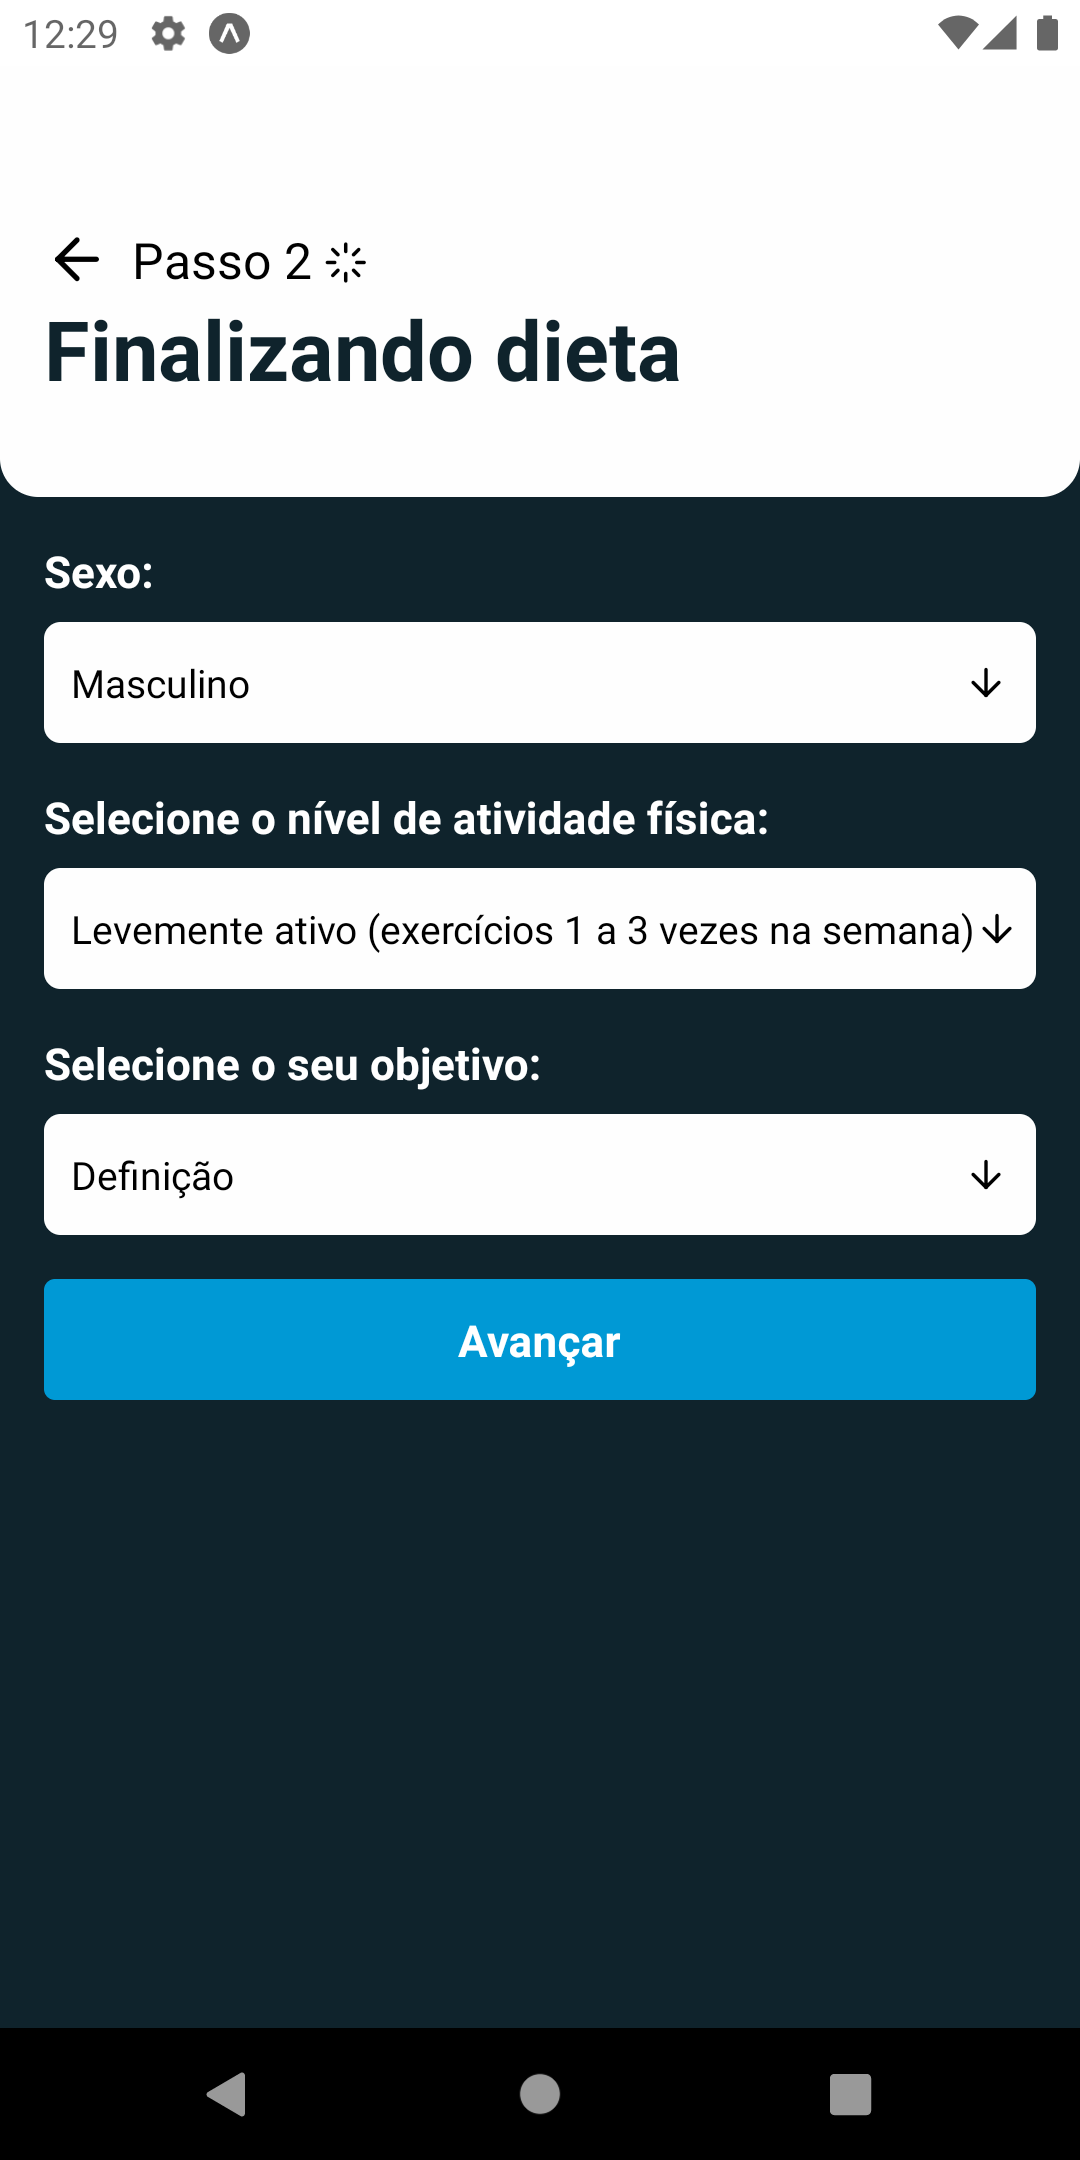 12:29
Passo 2
Finalizando dieta
Sexo:
Masculino
Selecione o nível de atividade física:
Levemente ativo (exercícios 1 a 3 vezes na semana)
Selecione o seu objetivo:
Definição
Avançar